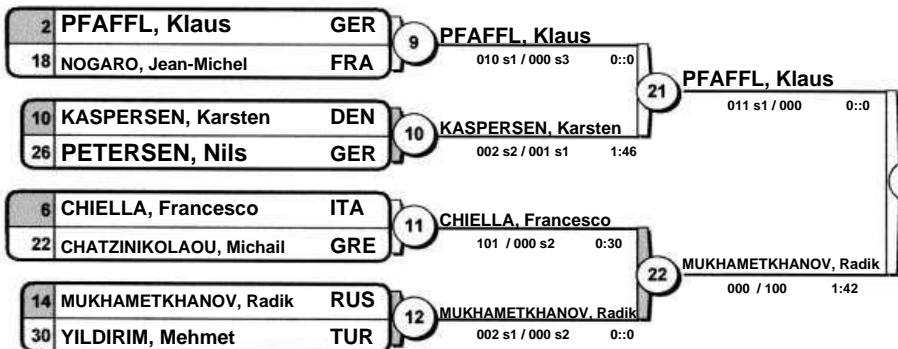 2 PFAFFL, Klaus GER
18 NOGARO, Jean-Michel FRA
9
PFAFFL, Klaus
010 s1 / 000 s3 0::0
10 KASPERSEN, Karsten DEN
26 PETERSEN, Nils GER
10
KASPERSEN, Karsten
002 s2 / 001 s1 1:46
21
PFAFFL, Klaus
011 s1 / 000 0::0
6 CHIELLA, Francesco ITA
22 CHATZINIKOLAOU, Michail GRE
11
CHIELLA, Francesco
101 / 000 s2 0:30
14 MUKHAMETKHANOV, Radik RUS
30 YILDIRIM, Mehmet TUR
12
MUKHAMETKHANOV, Radik
002 s1 / 000 s2 0::0
22
MUKHAMETKHANOV, Radik
000 / 100 1:42